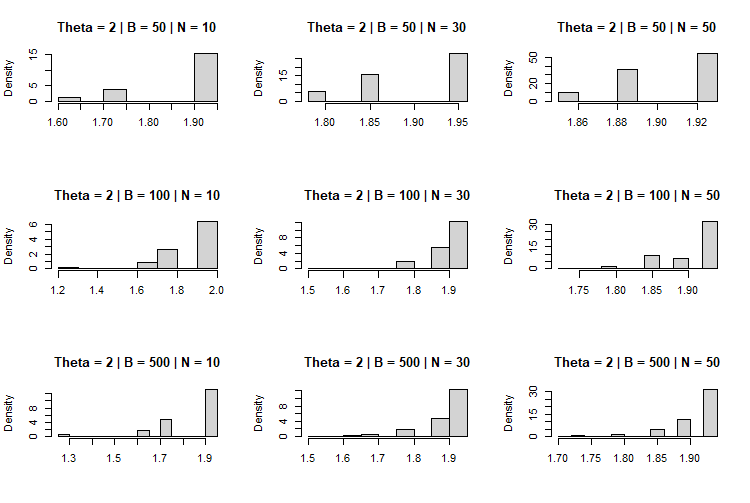 Theta = 2 | B = 50 | N = 10
Density
0 5 15
1.60 1.70 1.80 1.90
Theta = 2 | B = 50 | N = 30
Density
0 15
1.80 1.85 1.90 1.95
Theta = 2 | B = 50 | N = 50
Density
0 20 50
1.86 1.88 1.90 1.92
Theta = 2 | B = 100 | N = 10
Density
0 2 4 6
1.2 1.4 1.6 1.8 2.0
Theta = 2 | B = 100 | N = 30
Density
0 4 8
1.5 1.6 1.7 1.8 1.9
Theta = 2 | B = 100 | N = 50
Density
0 15 30
1.75 1.80 1.85 1.90
Theta = 2 | B = 500 | N = 10
Density
0 4 8
1.3 1.5 1.7 1.9
Theta = 2 | B = 500 | N = 30
Density
0 4 8
1.5 1.6 1.7 1.8 1.9
Theta = 2 | B = 500 | N = 50
Density
0 15 30
1.70 1.75 1.80 1.85 1.90